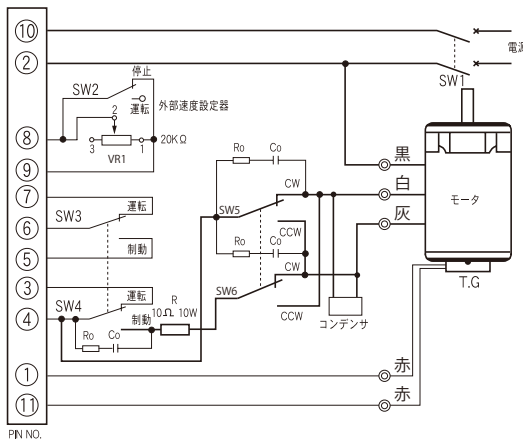 ⑩
電源
②
SW1
停止
SW2
運転
外部速度設定器
2
⑧
3
1
20KΩ
VR1
⑨
⑦
運転
SW3
⑥
制動
⑤
③
運転
SW4
④
制動
Ro
Co
R
10Ω 10W
Ro
Co
CW
SW5
CCW
Ro
Co
CW
SW6
CCW
コンデンサ
黒
白
灰
モータ
T.G
①
赤
⑪
赤
PIN NO.